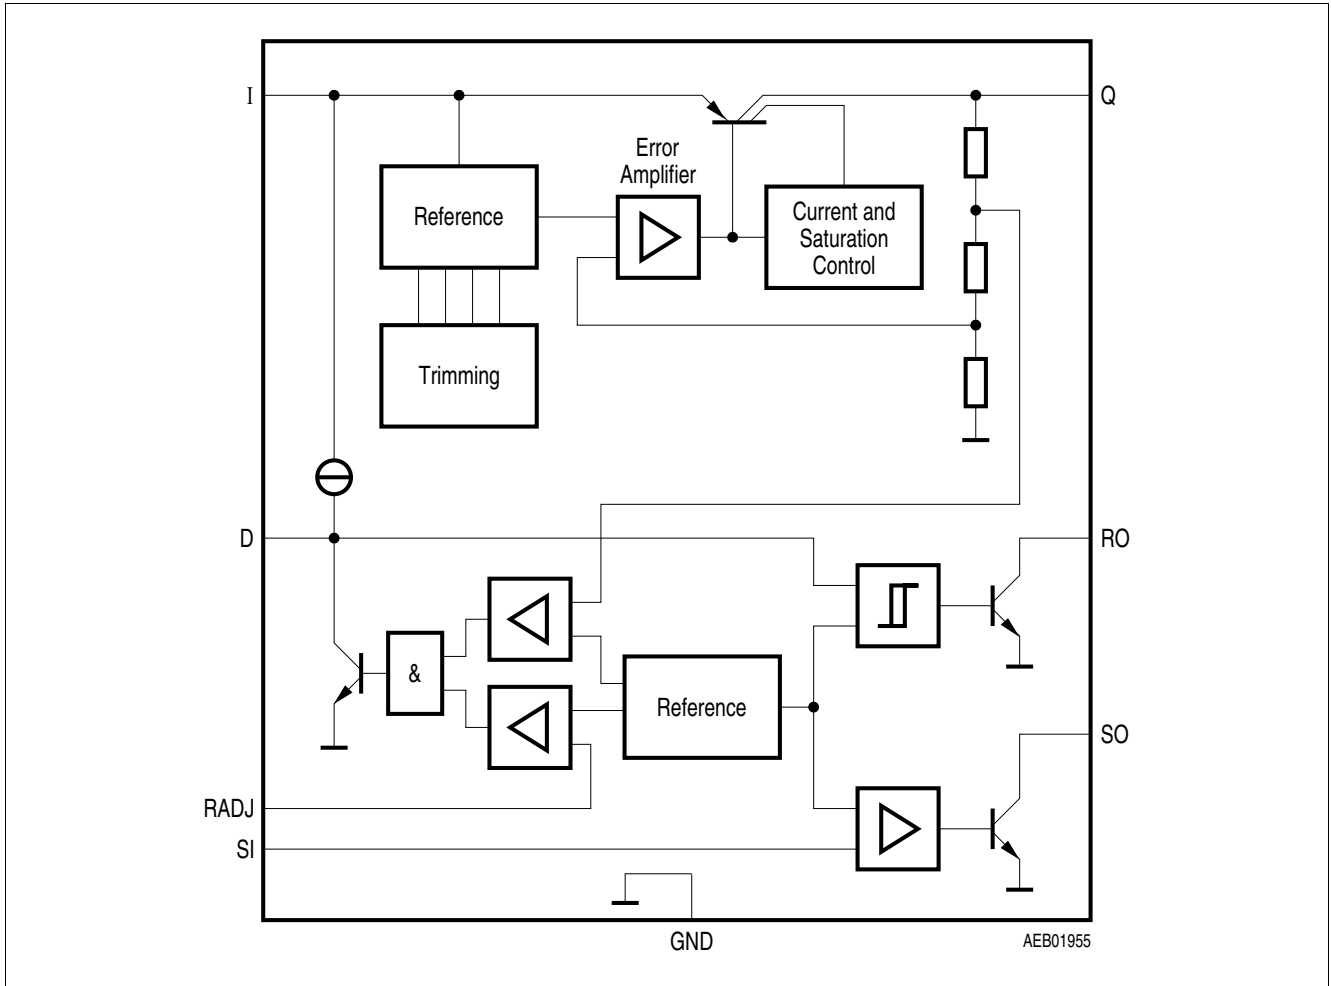 I
Q
Error
Amplifier
Reference
Current and
Saturation
Control
Trimming
D
RO
&
Reference
SO
RADJ
SI
GND
AEB01955